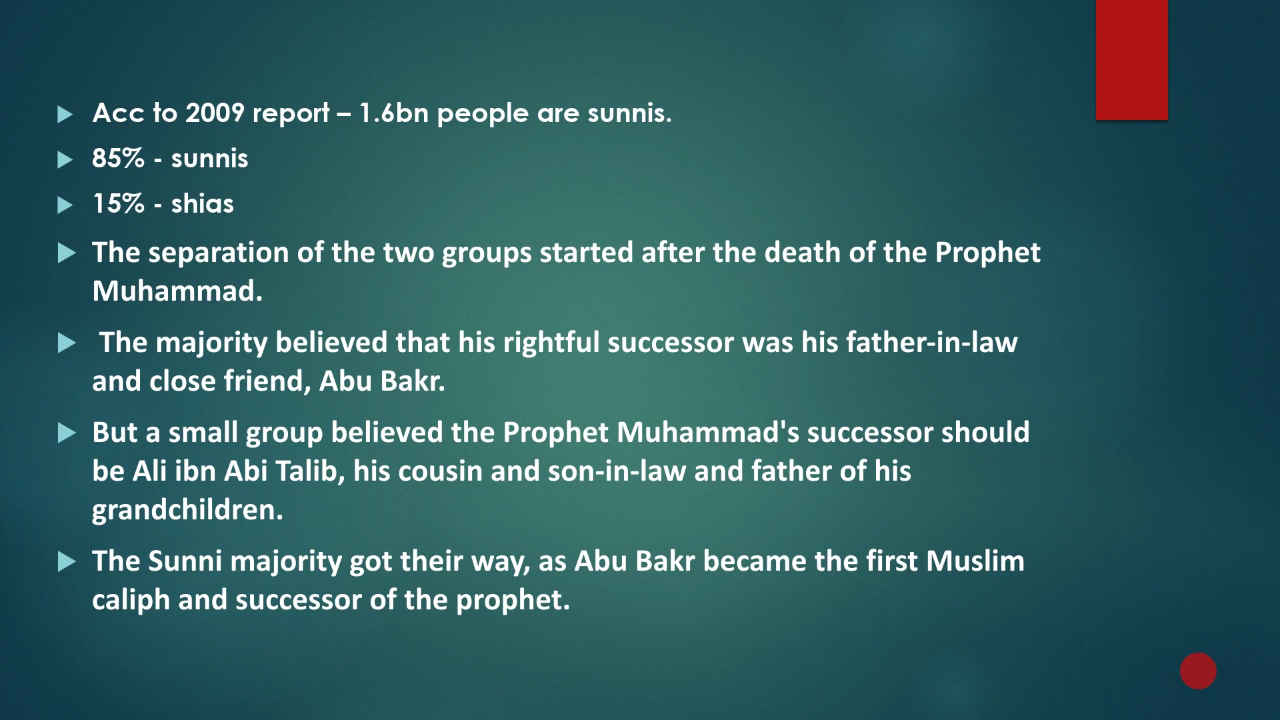 Acc to 2009 report – 1.6bn people are sunnis.
85% - sunnis
15% - shias
The separation of the two groups started after the death of the Prophet
Muhammad.
The majority believed that his rightful successor was his father-in-law
and close friend, Abu Bakr.
But a small group believed the Prophet Muhammad's successor should
be Ali ibn Abi Talib, his cousin and son-in-law and father of his
grandchildren.
The Sunni majority got their way, as Abu Bakr became the first Muslim
caliph and successor of the prophet.